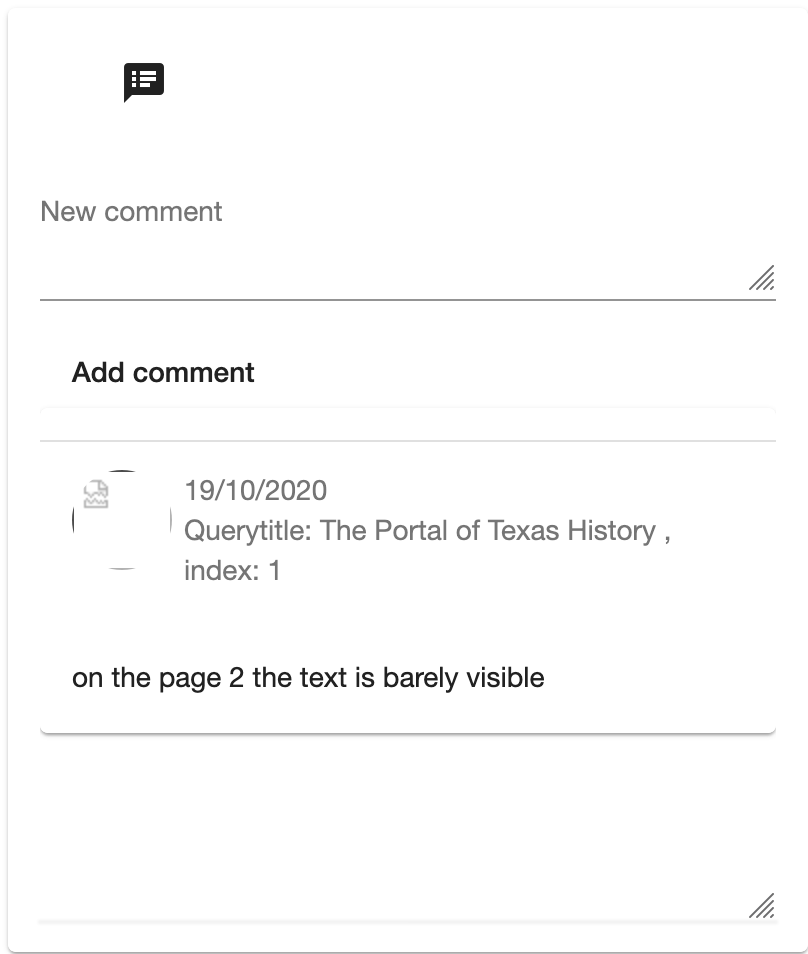 New comment
Add comment
19/10/2020
Querytitle: The Portal of Texas History ,
index: 1
on the page 2 the text is barely visible